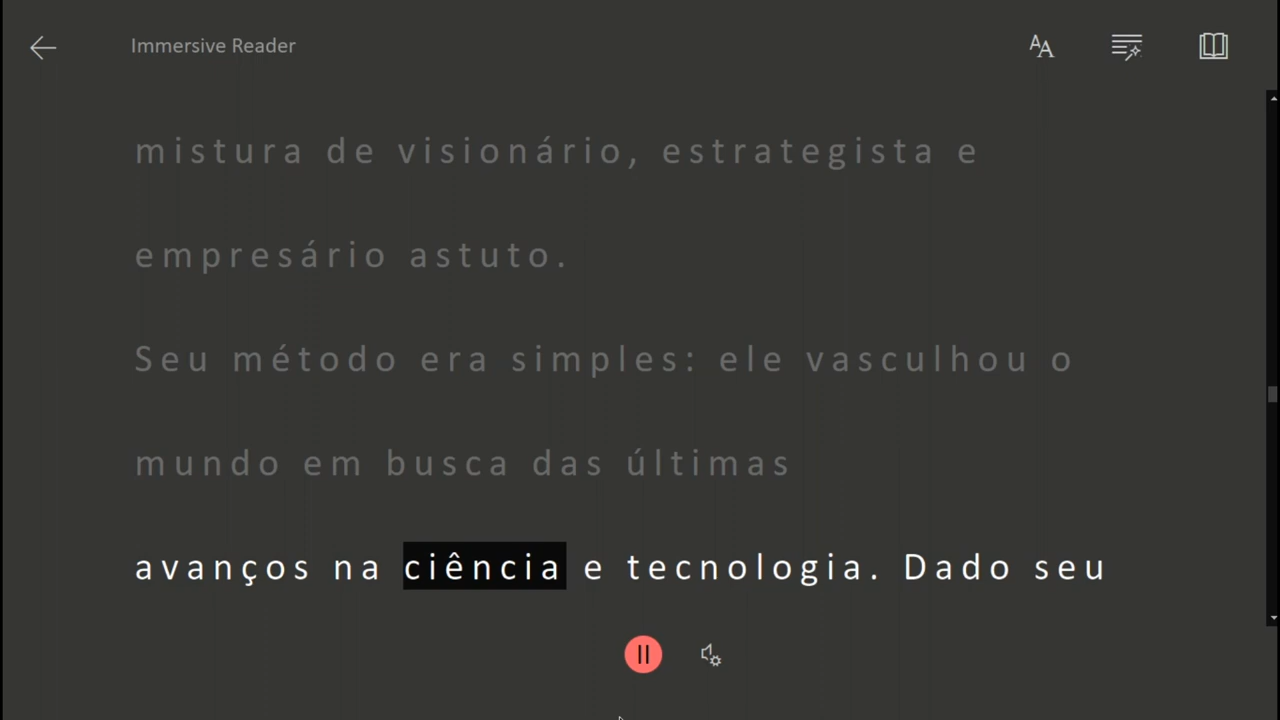 Immersive Reader
mistura de visionário, estrategista e
empresário astuto.
Seu método era simples: ele vasculhou o
mundo em busca das últimas
avanços na ciência e tecnologia. Dado seu